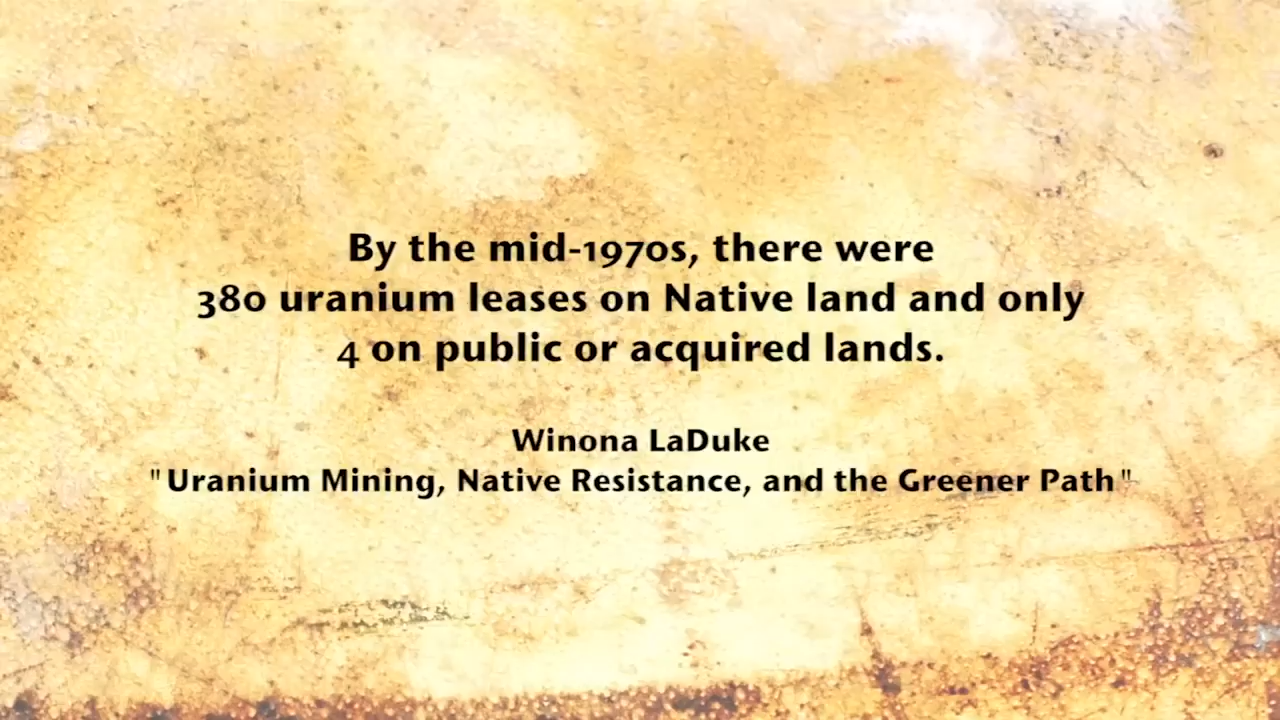 By the mid-1970s, there were
380 uranium leases on Native land and only
4 on public or acquired lands.
Winona LaDuke
"Uranium Mining, Native Resistance, and the Greener Path"